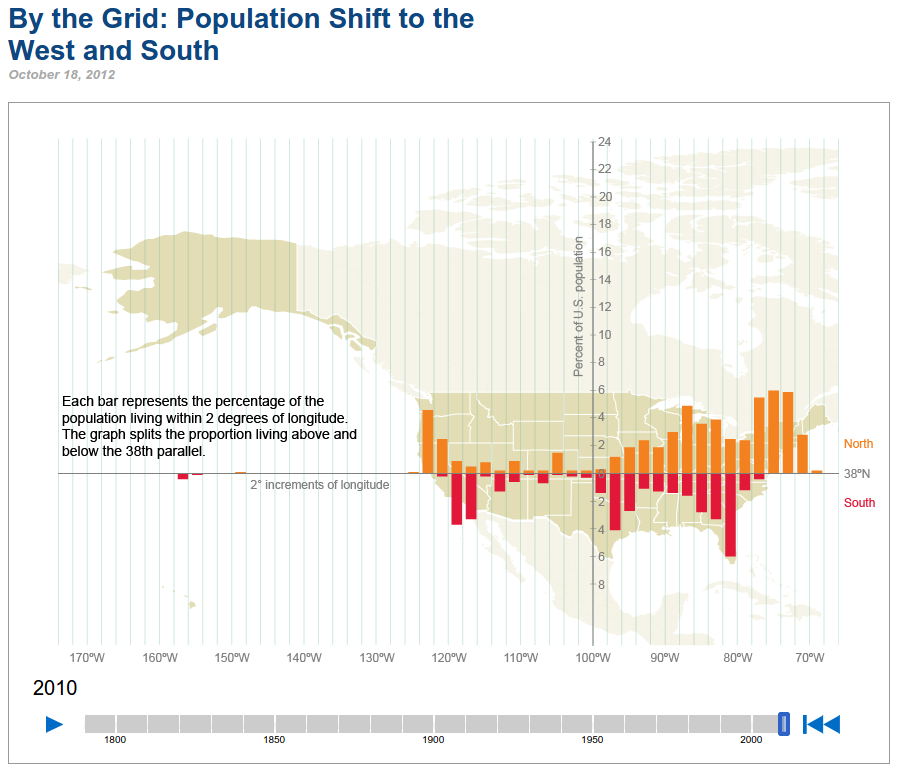 By the Grid: Population Shift to the
West and South
October 18, 2012
24
22
20
18
16
14
12
10
8
6
4
2
0
2
4
6
8
Percent of U.S. population
Each bar represents the percentage of the
population living within 2 degrees of longitude.
The graph splits the proportion living above and
below the 38th parallel.
2° increments of longitude
North
38ºN
South
170ºW 160ºW 150ºW 140ºW 130ºW 120ºW 110ºW 100ºW 90ºW 80ºW 70ºW
2010
1800 1850 1900 1950 2000